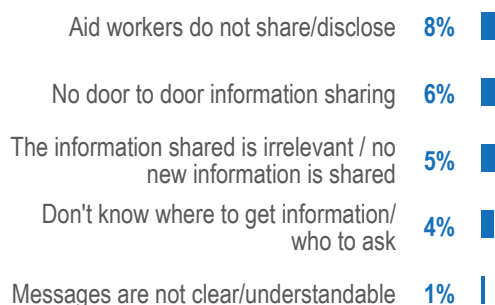 Aid workers do not share/disclose 8%
No door to door information sharing 6%
The information shared is irrelevant / no
new information is shared 5%
Don't know where to get information/
who to ask 4%
Messages are not clear/understandable 1%